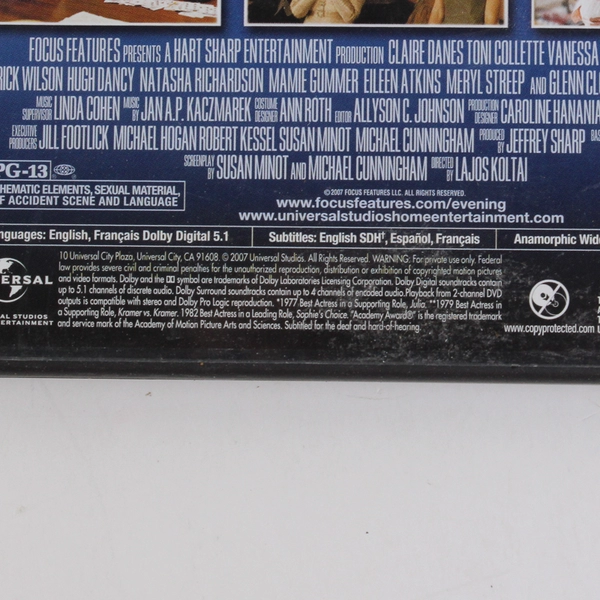 FOCUS FEATURES PRESENTS A HART SHARP ENTERTAINMENT PRODUCTION CLAIRE DANES TONI COLLETTE VANESSA
RICK WILSON HUGH DANCY NATASHA RICHARDSON MAMIE GUMMER EILEEN ATKINS MERYL STREEP AND GLENN CLO
MUSIC SUPERVISOR LINDA COHEN MUSIC BY JAN A.P. KACZMAREK COSTUME DESIGNER ANN ROTH EDITOR ALLYSON C. JOHNSON PRODUCTION DESIGNER CAROLINE HANANIA
EXECUTIVE PRODUCERS JILL FOOTLICK MICHAEL HOGAN ROBERT KESSEL SUSAN MINOT MICHAEL CUNNINGHAM PRODUCED BY JEFFREY SHARP BAS
SCREENPLAY BY SUSAN MINOT AND MICHAEL CUNNINGHAM DIRECTED BY LAJOS KOLTAI
PG-13
THEMATIC ELEMENTS, SEXUAL MATERIAL,
F ACCIDENT SCENE AND LANGUAGE
©2007 FOCUS FEATURES LLC. ALL RIGHTS RESERVED.
www.focusfeatures.com/evening
www.universalstudioshomeentertainment.com
nguages: English, Français Dolby Digital 5.1 Subtitles: English SDH†, Español, Français Anamorphic Wide
10 Universal City Plaza, Universal City, CA 91608. © 2007 Universal Studios. All Rights Reserved. WARNING: For private use only. Federal
law provides severe civil and criminal penalties for the unauthorized reproduction, distribution or exhibition of copyrighted motion pictures
and video formats. Dolby and the DD symbol are trademarks of Dolby Laboratories Licensing Corporation. Dolby Digital soundtracks contain
up to 5.1 channels of discrete audio. Dolby Surround soundtracks contain up to 4 channels of encoded audio. Playback from 2-channel DVD
outputs is compatible with stereo and Dolby Pro Logic reproduction. *1977 Best Actress in a Supporting Role, Julia. **1979 Best Actress in
a Supporting Role, Kramer vs. Kramer. 1982 Best Actress in a Leading Role, Sophie's Choice. "Academy Award®" is the registered trademark
and service mark of the Academy of Motion Picture Arts and Sciences. Subtitled for the deaf and hard-of-hearing.
VERSAL
AL STUDIOS
ERTAINMENT
www.copyprotected.com